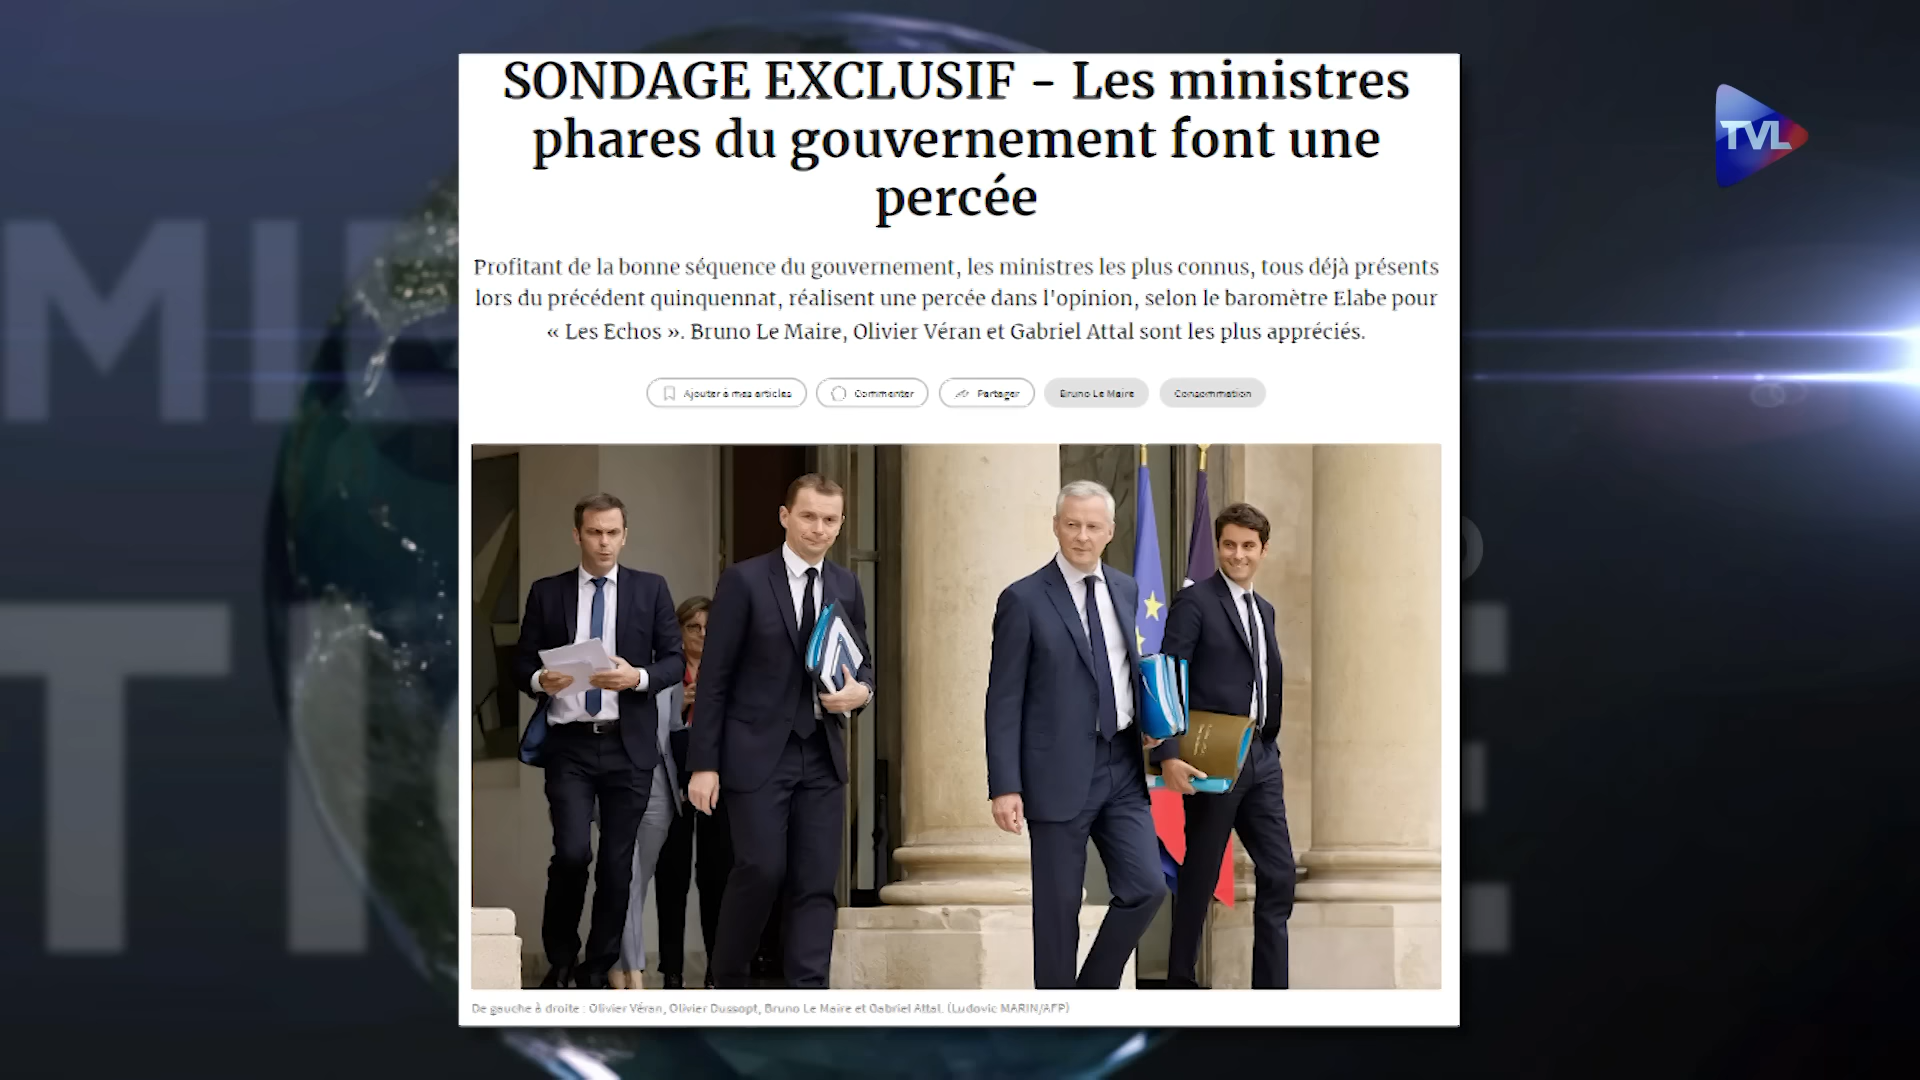 SONDAGE EXCLUSIF - Les ministres
phares du gouvernement font une
percée
TVL
Profitant de la bonne séquence du gouvernement, les ministres les plus connus, tous déjà présents
lors du précédent quinquennat, réalisent une percée dans l'opinion, selon le baromètre Elabe pour
« Les Echos ». Bruno Le Maire, Olivier Véran et Gabriel Attal sont les plus appréciés.
Ajouter à mes articles
Commenter
Partager
Bruno Le Maire
Consommation
De gauche à droite : Olivier Véran, Olivier Dussopt, Bruno Le Maire et Gabriel Attal. (Ludovic MARIN/AFP)